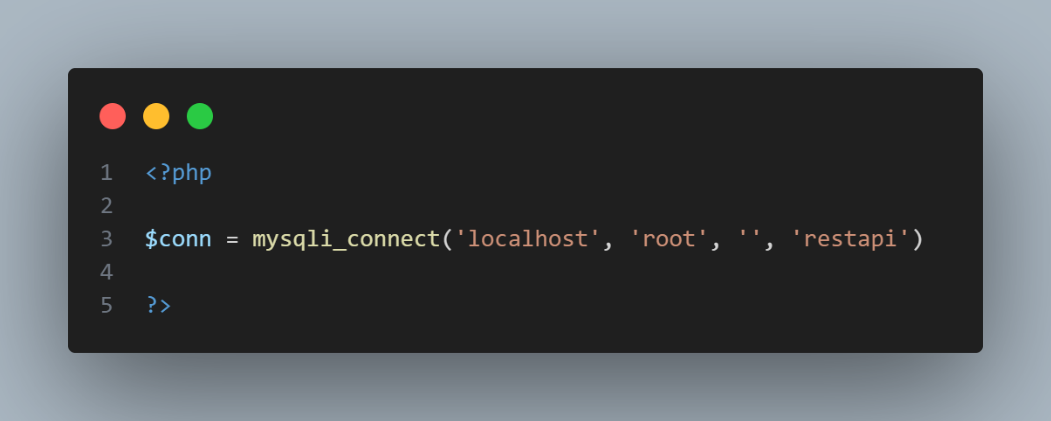 1 <?php
2
3 $conn = mysqli_connect('localhost', 'root', '', 'restapi')
4
5 ?>